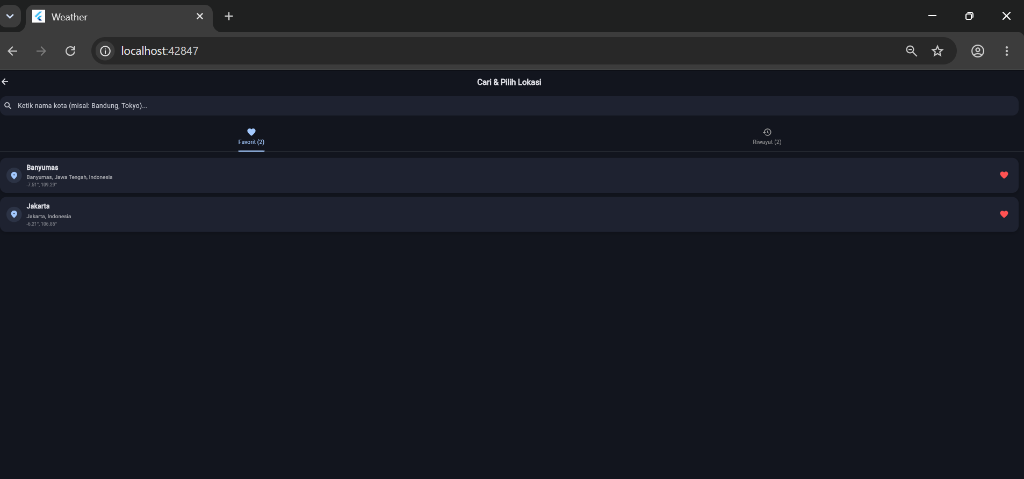 Weather
localhost:42847
Cari & Pilih Lokasi
Ketik nama kota (misal: Bandung, Tokyo)...
Favorit (2)
Riwayat (2)
Banyumas
Banyumas, Jawa Tengah, Indonesia
Jakarta
Jakarta, Indonesia